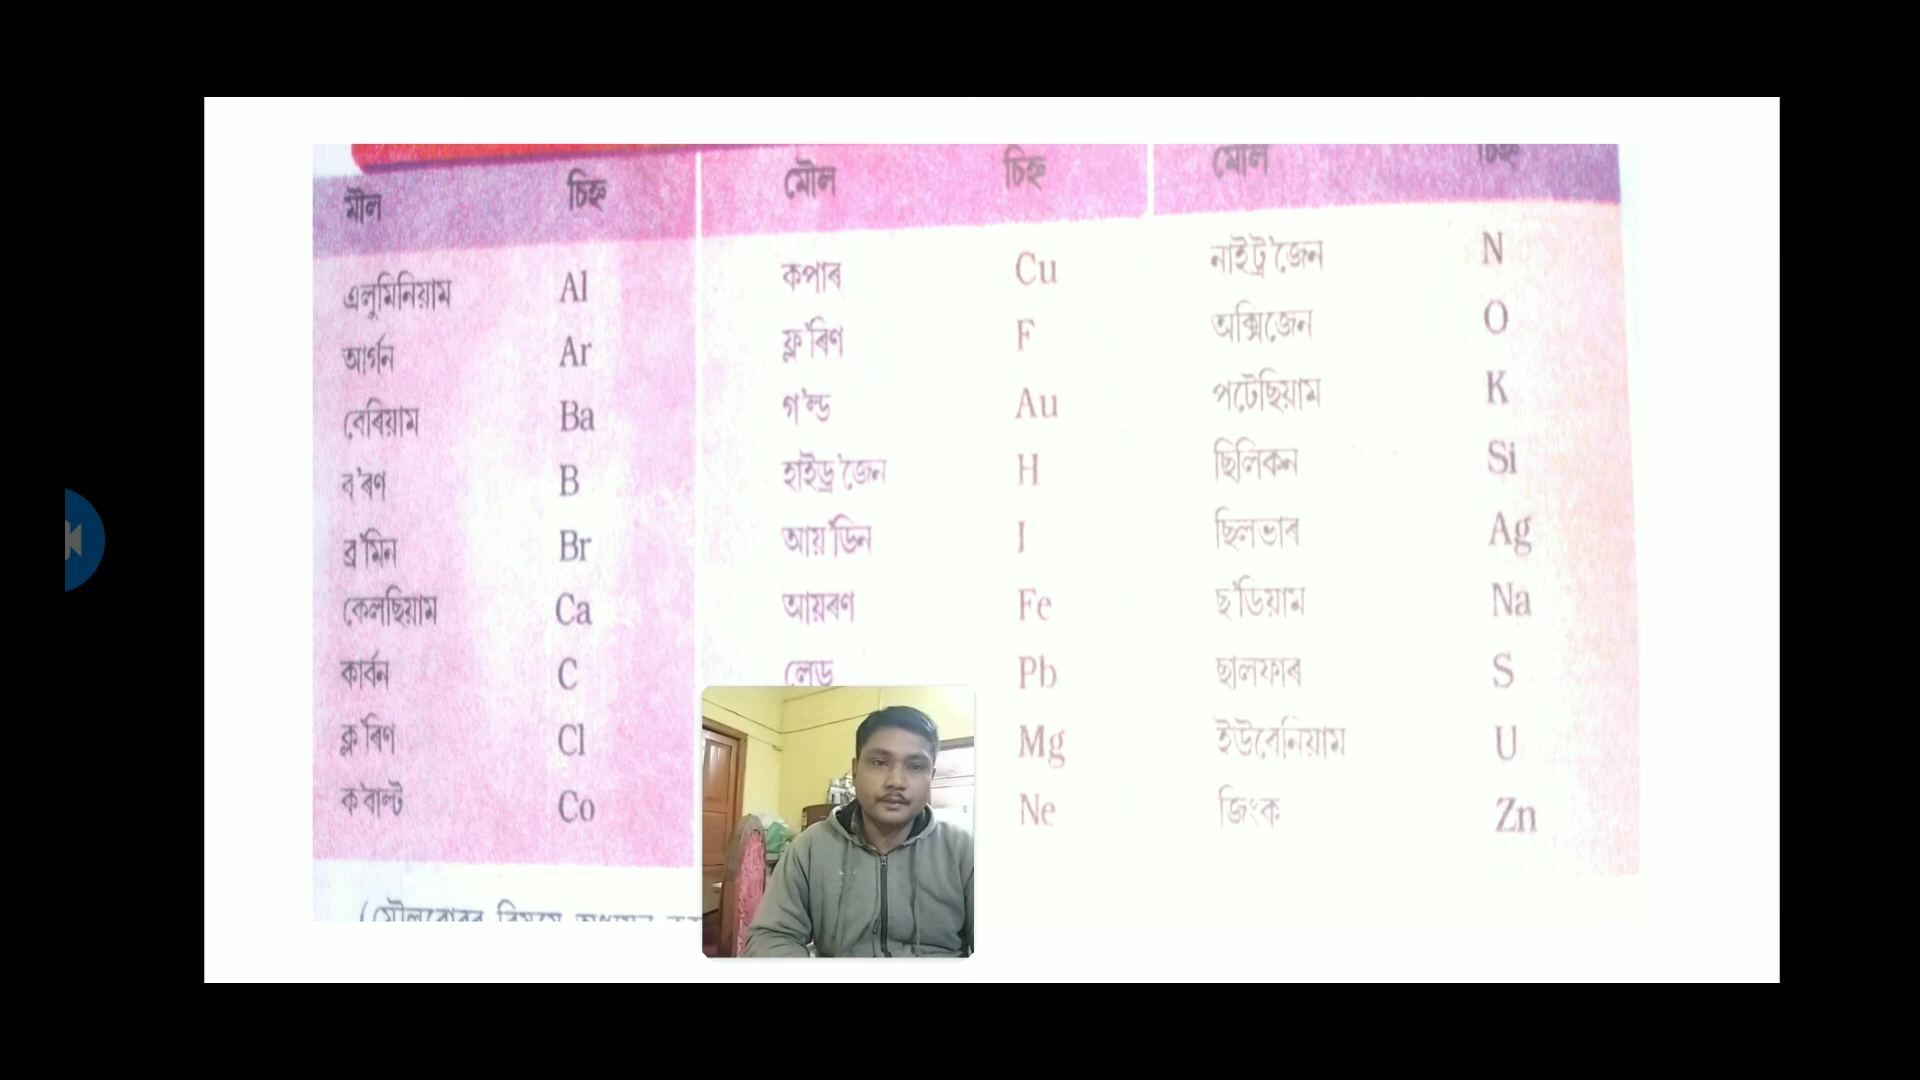 মৌল চিহ্ন মৌল চিহ্ন মৌল চিহ্ন
এলুমিনিয়াম Al কপাৰ Cu নাইট্ৰ'জেন N
আৰ্গন Ar ফ্ল'ৰিণ F অক্সিজেন O
বেৰিয়াম Ba গ'ল্ড Au পটেছিয়াম K
ব'ৰণ B হাইড্ৰ'জেন H ছিলিকন Si
ব্ৰ'মিন Br আয়'ডিন I ছিলভাৰ Ag
কেলছিয়াম Ca আয়ৰণ Fe ছ'ডিয়াম Na
কাৰ্বন C লেড Pb ছালফাৰ S
ক্ল'ৰিণ Cl Mg ইউৰেনিয়াম U
ক'বাল্ট Co Ne জিংক Zn